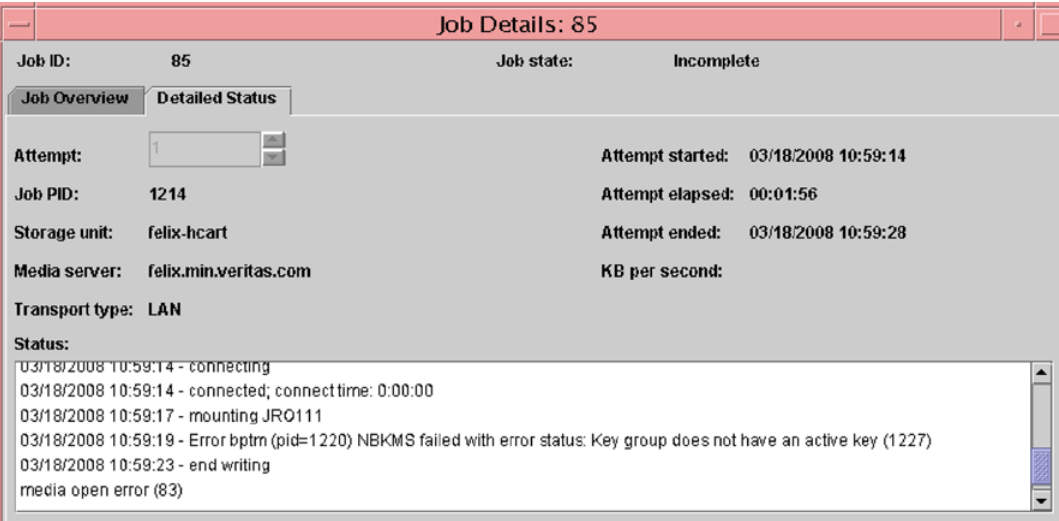 Job Details: 85
Job ID: 85 Job state: Incomplete
Job Overview Detailed Status
Attempt: 1 Attempt started: 03/18/2008 10:59:14
Job PID: 1214 Attempt elapsed: 00:01:56
Storage unit: felix-hcart Attempt ended: 03/18/2008 10:59:28
Media server: felix.min.veritas.com KB per second:
Transport type: LAN
Status:
03/18/2008 10:59:14 - connecting
03/18/2008 10:59:14 - connected; connect time: 0:00:00
03/18/2008 10:59:17 - mounting JRO111
03/18/2008 10:59:19 - Error bptm (pid=1220) NBKMS failed with error status: Key group does not have an active key (1227)
03/18/2008 10:59:23 - end writing
media open error (83)